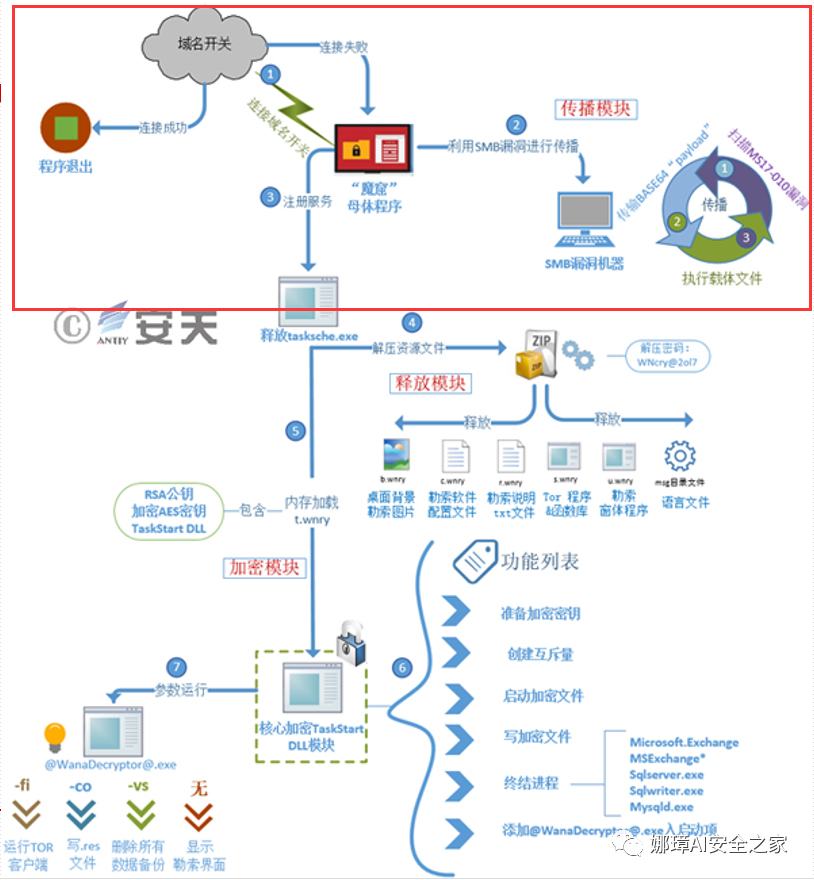 域名开关
连接失败
1
连接域名开关
连接成功
程序退出
“魔窟”
母体程序
2
利用SMB漏洞进行传播
传播模块
SMB漏洞机器
传输BASE64“payload”
扫描MS17-010漏洞
传播
1
2
3
执行载体文件
3
注册服务
释放tasksche.exe
©
ANTIY
安天
4
解压资源文件
ZIP
ZIP
解压密码：
WNcry@2ol7
释放模块
释放
释放
b.wnry
桌面背景
勒索图片
c.wnry
勒索软件
配置文件
r.wnry
勒索说明
txt文件
s.wnry
Tor 程序
&函数库
u.wnry
勒索
窗体程序
msg目录文件
语言文件
5
RSA公钥
加密AES密钥
TaskStart DLL
包含
内存加载
t.wnry
加密模块
核心加密TaskStart
DLL模块
6
功能列表
准备加密密钥
创建互斥量
启动加密文件
写加密文件
终结进程
Microsoft.Exchange
MSExchange*
Sqlserver.exe
Sqlwriter.exe
Mysqld.exe
添加@WanaDecryptor@.exe入启动项
7
参数运行
@WanaDecryptor@.exe
-fi
运行TOR
客户端
-co
写.res
文件
-vs
删除所有
数据备份
无
显示
勒索界面
娜璋AI安全之家